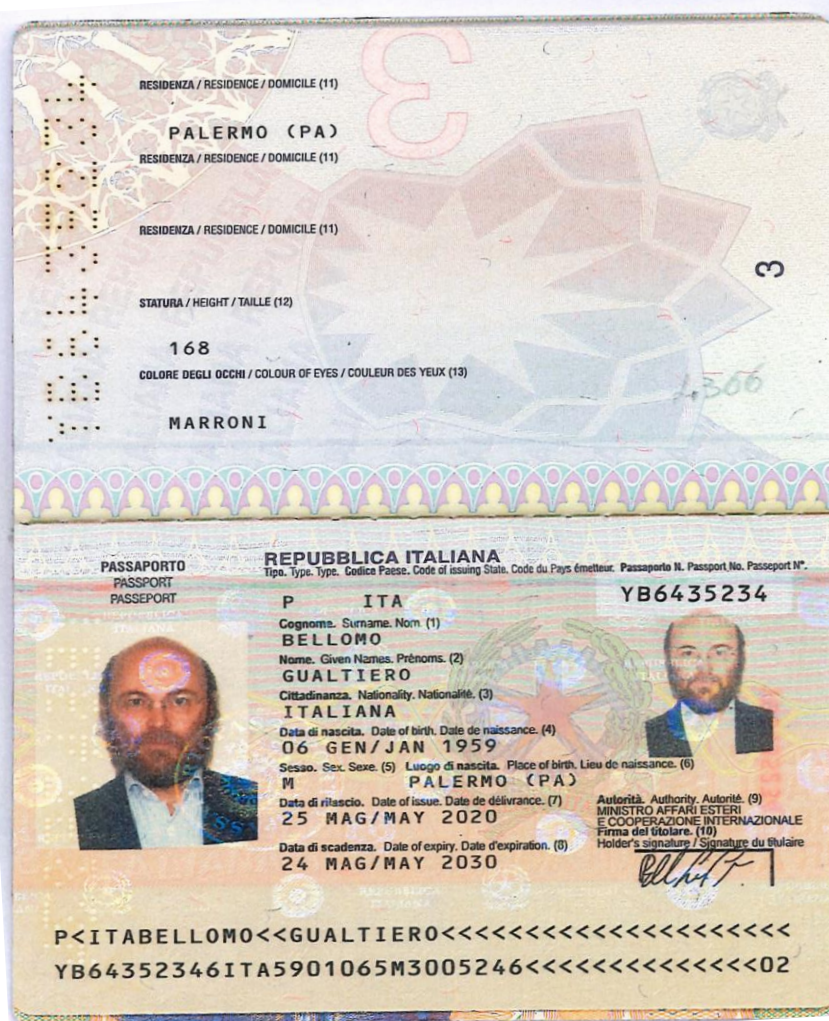 RESIDENZA / RESIDENCE / DOMICILE (11)
PALERMO (PA)
RESIDENZA / RESIDENCE / DOMICILE (11)
RESIDENZA / RESIDENCE / DOMICILE (11)
STATURA / HEIGHT / TAILLE (12)
168
COLORE DEGLI OCCHI / COLOUR OF EYES / COULEUR DES YEUX (13)
MARRONI
3
3
PASSAPORTO
PASSPORT
PASSEPORT
REPUBBLICA ITALIANA
Tipo. Type. Type. Codice Paese. Code of issuing State. Code du Pays émetteur. Passaporto N. Passport No. Passeport N°.
P ITA YB6435234
Cognome. Surname. Nom. (1)
BELLOMO
Nome. Given Names. Prénoms. (2)
GUALTIERO
Cittadinanza. Nationality. Nationalité. (3)
ITALIANA
Data di nascita. Date of birth. Date de naissance. (4)
06 GEN/JAN 1959
Sesso. Sex. Sexe. (5) Luogo di nascita. Place of birth. Lieu de naissance. (6)
M PALERMO (PA)
Data di rilascio. Date of issue. Date de délivrance. (7)
25 MAG/MAY 2020
Autorità. Authority. Autorité. (9)
MINISTRO AFFARI ESTERI
E COOPERAZIONE INTERNAZIONALE
Data di scadenza. Date of expiry. Date d'expiration. (8)
24 MAG/MAY 2030
Firma del titolare. (10)
Holder's signature / Signature du titulaire
P<ITABELLOMO<<GUALTIERO<<<<<<<<<<<<<<<<<<<<<
YB64352346ITA5901065M3005246<<<<<<<<<<<<<<02